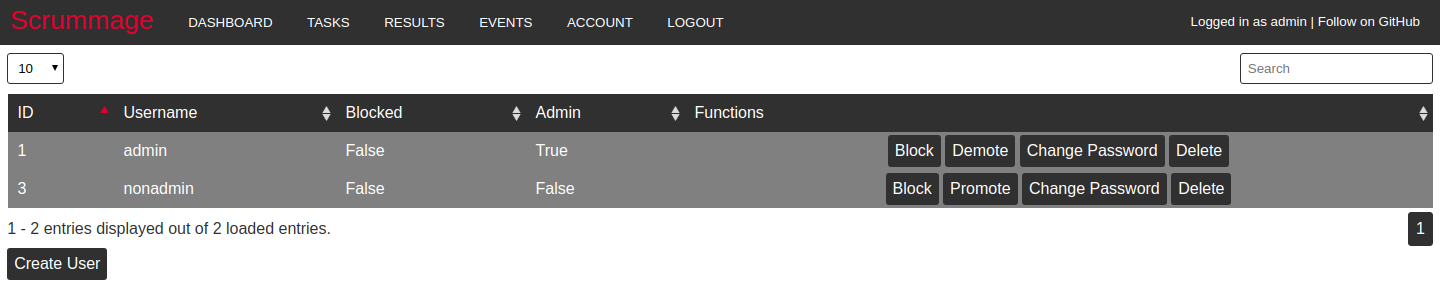 Scrummage DASHBOARD TASKS RESULTS EVENTS ACCOUNT LOGOUT Logged in as admin | Follow on GitHub
10 Search
ID Username Blocked Admin Functions
1 admin False True Block Demote Change Password Delete
3 nonadmin False False Block Promote Change Password Delete
1 - 2 entries displayed out of 2 loaded entries. 1
Create User